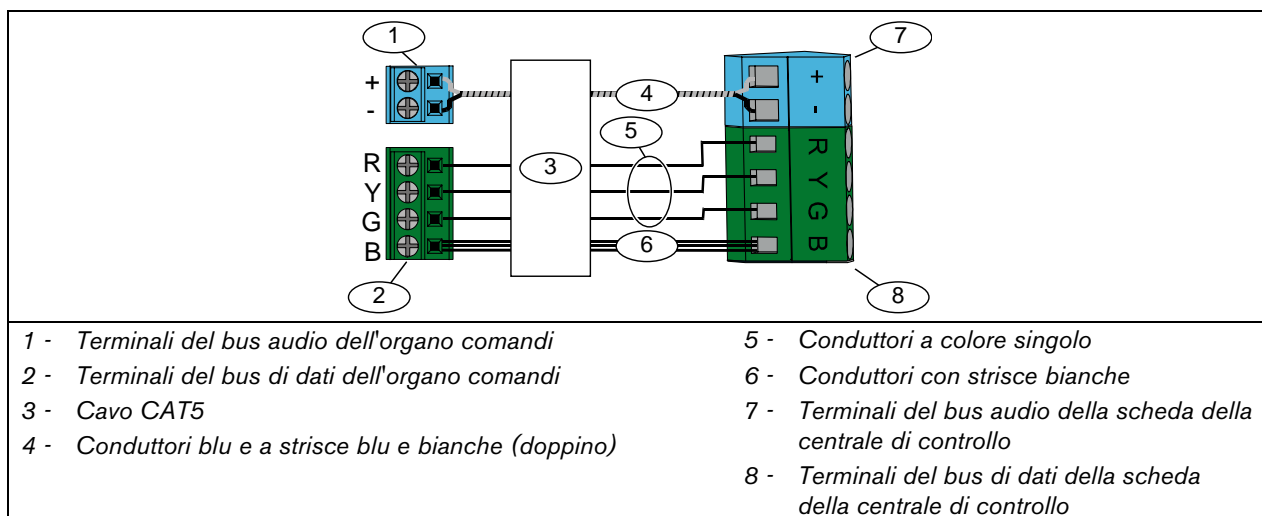 1
7
+
-
4
+
-
5
R
Y
G
B
3
R
Y
G
B
6
2
8
1 - Terminali del bus audio dell'organo comandi
2 - Terminali del bus di dati dell'organo comandi
3 - Cavo CAT5
4 - Conduttori blu e a strisce blu e bianche (doppino)
5 - Conduttori a colore singolo
6 - Conduttori con strisce bianche
7 - Terminali del bus audio della scheda della
centrale di controllo
8 - Terminali del bus di dati della scheda
della centrale di controllo